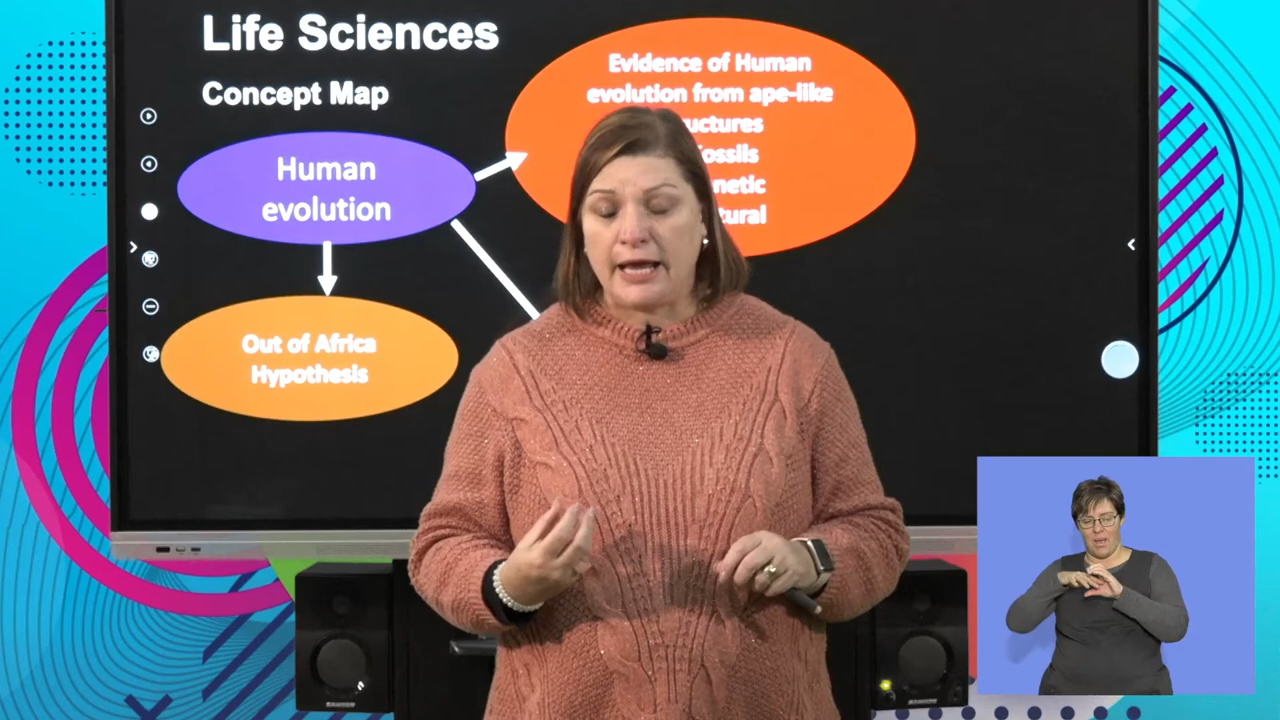 Life Sciences
Concept Map
Human
evolution
Out of Africa
Hypothesis
Evidence of Human
evolution from ape-like